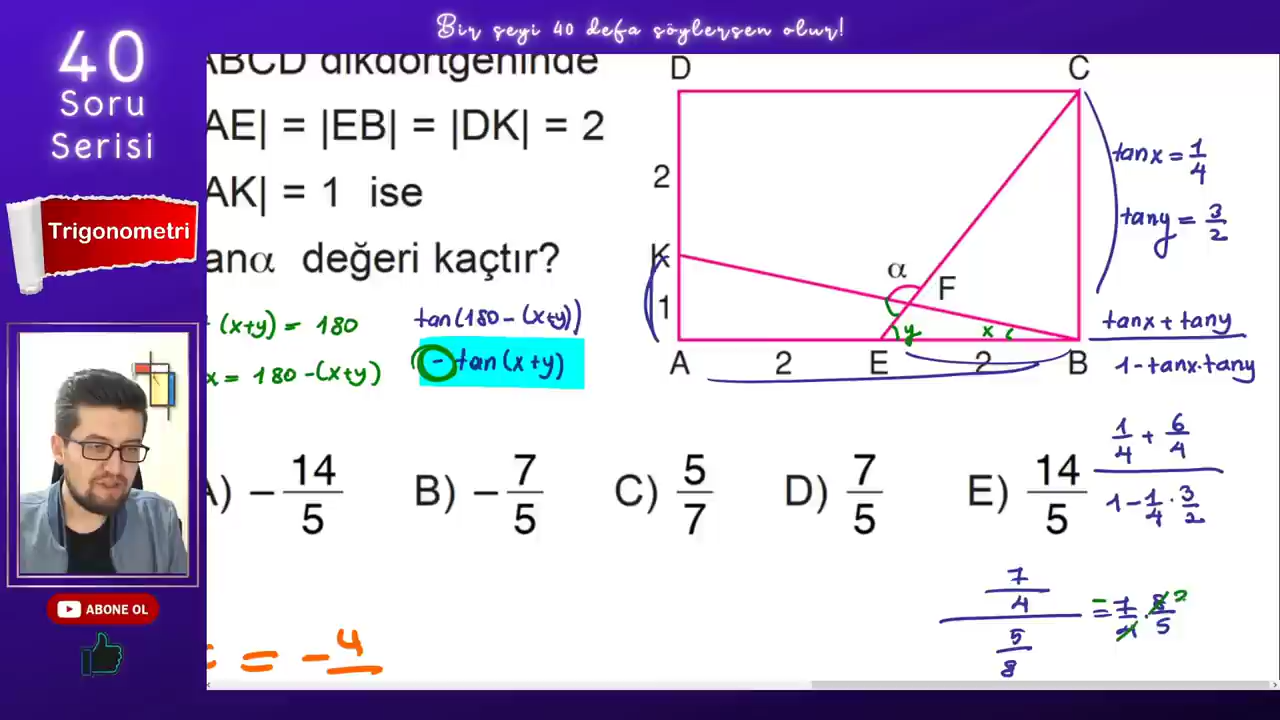 Bir şeyi 40 defa söylersen olur!
40
Soru
Serisi
Trigonometri
ABONE OL
ABCD dikdörtgeninde
AE| = |EB| = |DK| = 2
AK| = 1 ise
anα değeri kaçtır?
(x+y) = 180
x = 180 -(x+y)
tan(180 - (x+y))
- tan(x+y)
D
C
2
K
α
F
1
y
x
A
2
E
2
B
tanx = 1/4
tany = 3/2
tanx + tany
1 - tanx.tany
1/4 + 6/4
1 - 1/4 . 3/2
A) - 14/5
B) - 7/5
C) 5/7
D) 7/5
E) 14/5
7/4
5/8
= - 7/4 . 8/5
2
= - 4